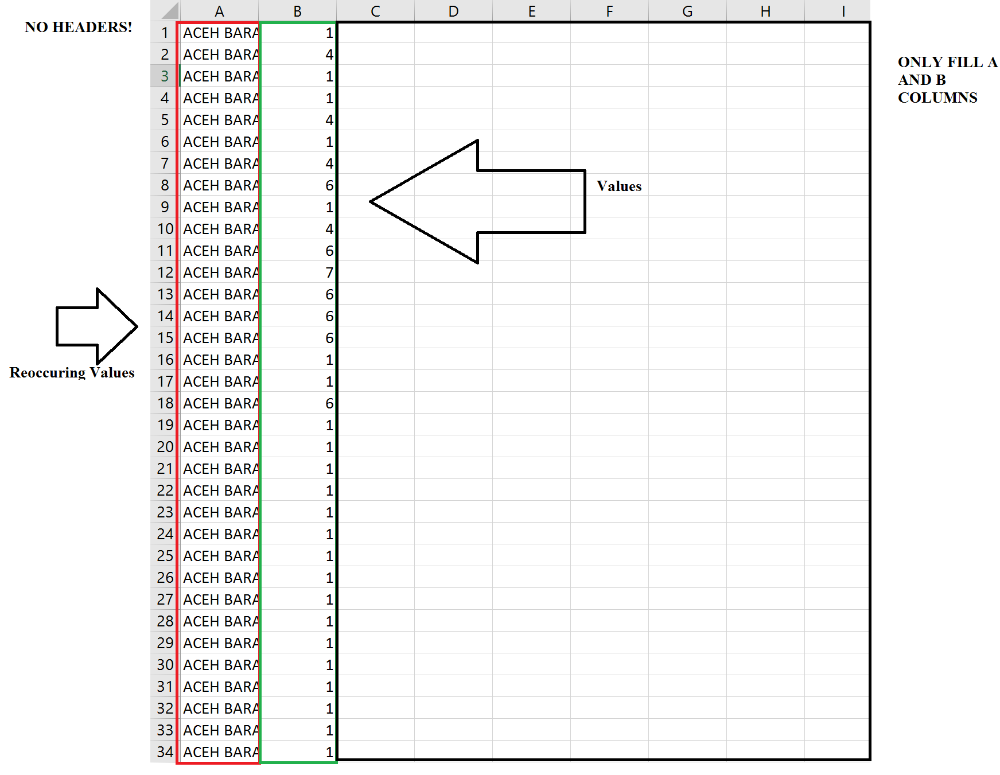 NO HEADERS!
A B C D E F G H I
1 ACEH BARA 1
2 ACEH BARA 4
3 ACEH BARA 1
4 ACEH BARA 1
5 ACEH BARA 4
6 ACEH BARA 1
7 ACEH BARA 4
8 ACEH BARA 6
9 ACEH BARA 1
10 ACEH BARA 4
11 ACEH BARA 6
12 ACEH BARA 7
13 ACEH BARA 6
14 ACEH BARA 6
15 ACEH BARA 6
16 ACEH BARA 1
17 ACEH BARA 1
18 ACEH BARA 6
19 ACEH BARA 1
20 ACEH BARA 1
21 ACEH BARA 1
22 ACEH BARA 1
23 ACEH BARA 1
24 ACEH BARA 1
25 ACEH BARA 1
26 ACEH BARA 1
27 ACEH BARA 1
28 ACEH BARA 1
29 ACEH BARA 1
30 ACEH BARA 1
31 ACEH BARA 1
32 ACEH BARA 1
33 ACEH BARA 1
34 ACEH BARA 1
Reoccuring Values
Values
ONLY FILL A
AND B
COLUMNS